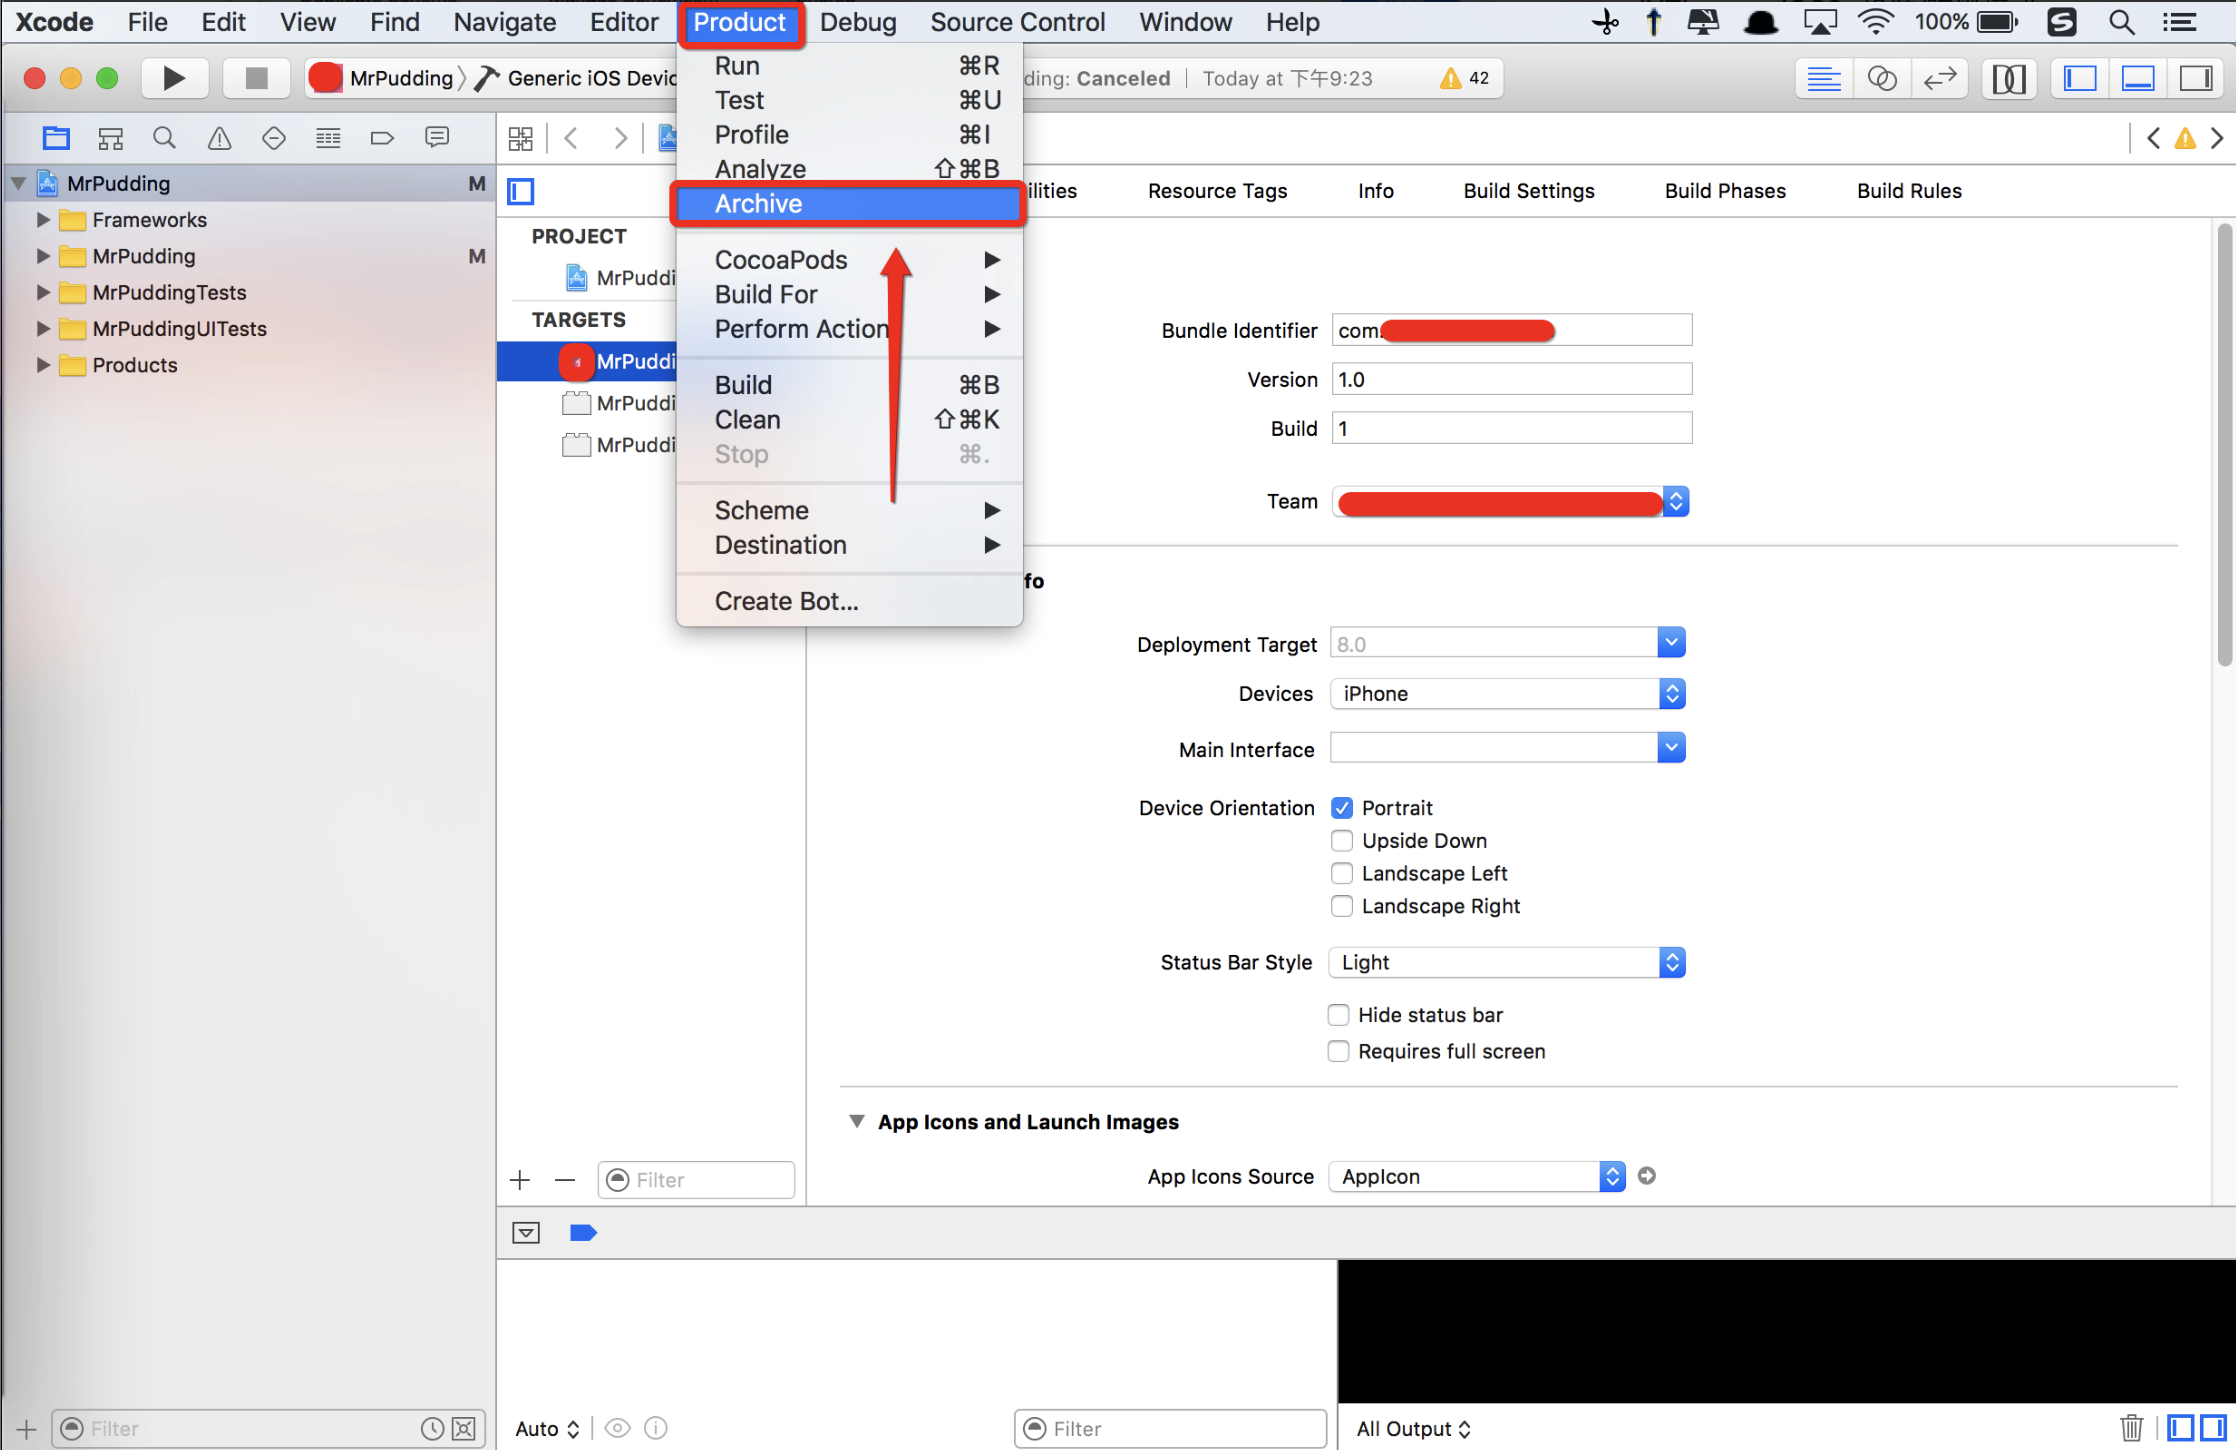 Xcode File Edit View Find Navigate Editor Product Debug Source Control Window Help 100%
MrPudding Generic iOS Devic ding: Canceled Today at 下午9:23 42
MrPudding M
Frameworks
MrPudding M
MrPuddingTests
MrPuddingUITests
Products
PROJECT
MrPuddi
TARGETS
MrPuddi
MrPuddi
MrPuddi
Run ⌘R
Test ⌘U
Profile ⌘I
Analyze ⇧⌘B
Archive
CocoaPods
Build For
Perform Action
Build ⌘B
Clean ⇧⌘K
Stop ⌘.
Scheme
Destination
Create Bot...
ilities Resource Tags Info Build Settings Build Phases Build Rules
Bundle Identifier com.
Version 1.0
Build 1
Team
fo
Deployment Target 8.0
Devices iPhone
Main Interface
Device Orientation Portrait
Upside Down
Landscape Left
Landscape Right
Status Bar Style Light
Hide status bar
Requires full screen
App Icons and Launch Images
App Icons Source AppIcon
Filter
Filter
Auto
Filter
All Output